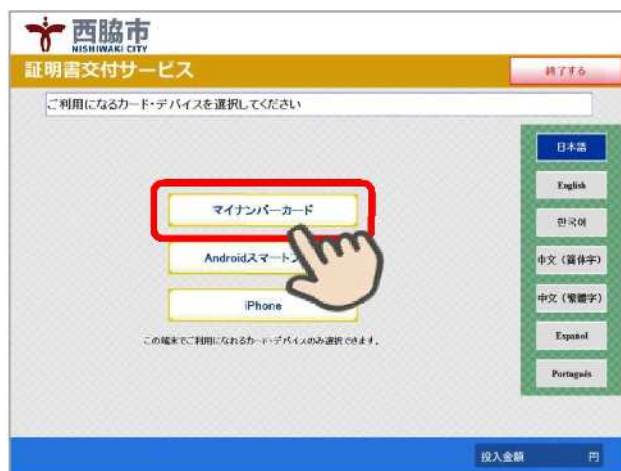 西脇市
NISHIWAKI CITY
証明書交付サービス
終了する
ご利用になるカード・デバイスを選択してください
日本語
English
한국어
中文（简体字）
中文（繁體字）
Español
Português
マイナンバーカード
Androidスマート
iPhone
この端末でご利用になれるカード・デバイスのみ選択できます。
投入金額 円